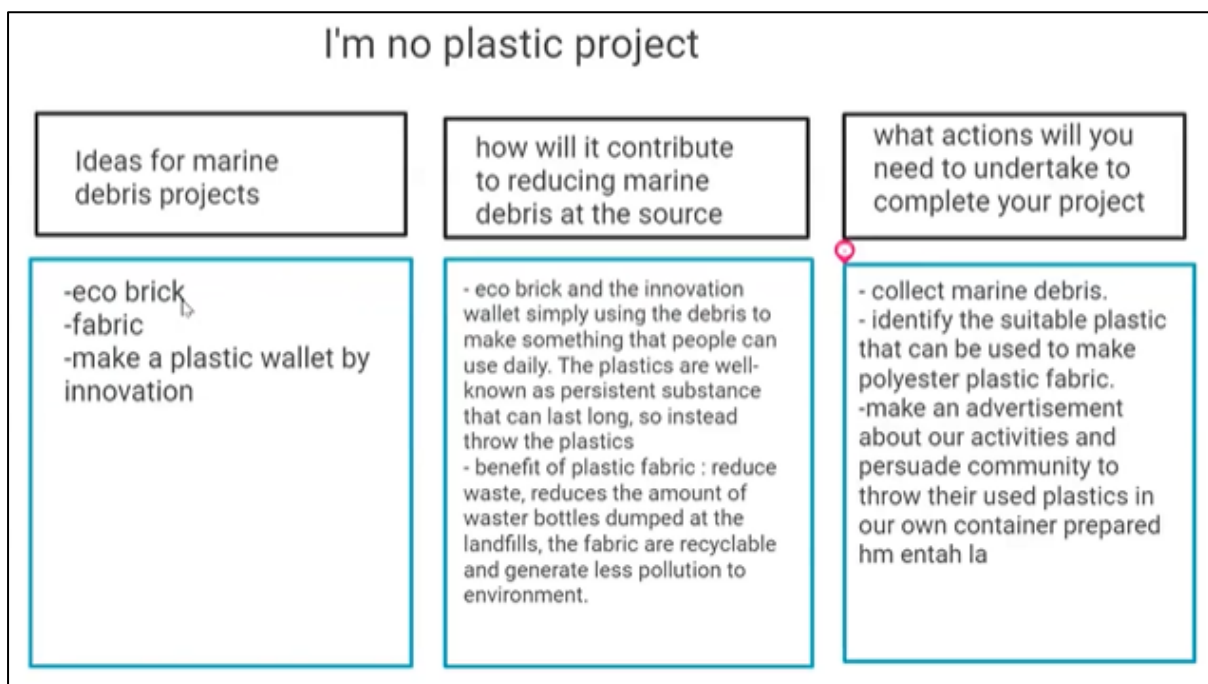 I'm no plastic project
Ideas for marine
debris projects
how will it contribute
to reducing marine
debris at the source
what actions will you
need to undertake to
complete your project
-eco brick
-fabric
-make a plastic wallet by
innovation
- eco brick and the innovation
wallet simply using the debris to
make something that people can
use daily. The plastics are well-
known as persistent substance
that can last long, so instead
throw the plastics
- benefit of plastic fabric : reduce
waste, reduces the amount of
waster bottles dumped at the
landfills, the fabric are recyclable
and generate less pollution to
environment.
- collect marine debris.
- identify the suitable plastic
that can be used to make
polyester plastic fabric.
-make an advertisement
about our activities and
persuade community to
throw their used plastics in
our own container prepared
hm entah la